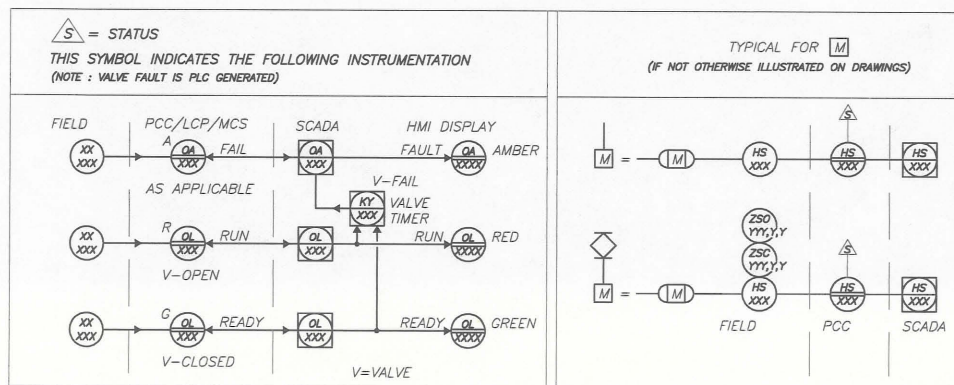 S = STATUS
THIS SYMBOL INDICATES THE FOLLOWING INSTRUMENTATION
(NOTE : VALVE FAULT IS PLC GENERATED)
FIELD PCC/LCP/MCS SCADA HMI DISPLAY
XX XXX A OA XXX FAIL OA XXX FAULT OA XXXX AMBER
AS APPLICABLE V-FAIL
KY XXX VALVE TIMER
XX XXX R OL XXX RUN OL XXX RUN OL XXXX RED
V-OPEN
XX XXX G OL XXX READY OL XXX READY OL XXXX GREEN
V-CLOSED
V=VALVE
TYPICAL FOR M
(IF NOT OTHERWISE ILLUSTRATED ON DRAWINGS)
S
M = M HS XXX HS XXX HS XXX
ZSO YYY,Y,Y
ZSC YYY,Y,Y
S
M = M HS XXX HS XXX HS XXX
FIELD PCC SCADA